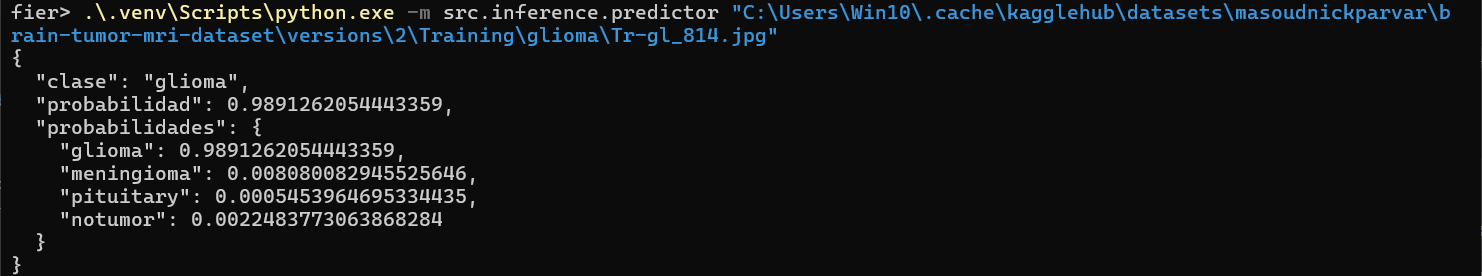 fier> .\.venv\Scripts\python.exe -m src.inference.predictor "C:\Users\Win10\.cache\kagglehub\datasets\masoudnickparvar\b
rain-tumor-mri-dataset\versions\2\Training\glioma\Tr-gl_814.jpg"
{
  "clase": "glioma",
  "probabilidad": 0.9891262054443359,
  "probabilidades": {
    "glioma": 0.9891262054443359,
    "meningioma": 0.008080082945525646,
    "pituitary": 0.0005453964695334435,
    "notumor": 0.0022483773063868284
  }
}